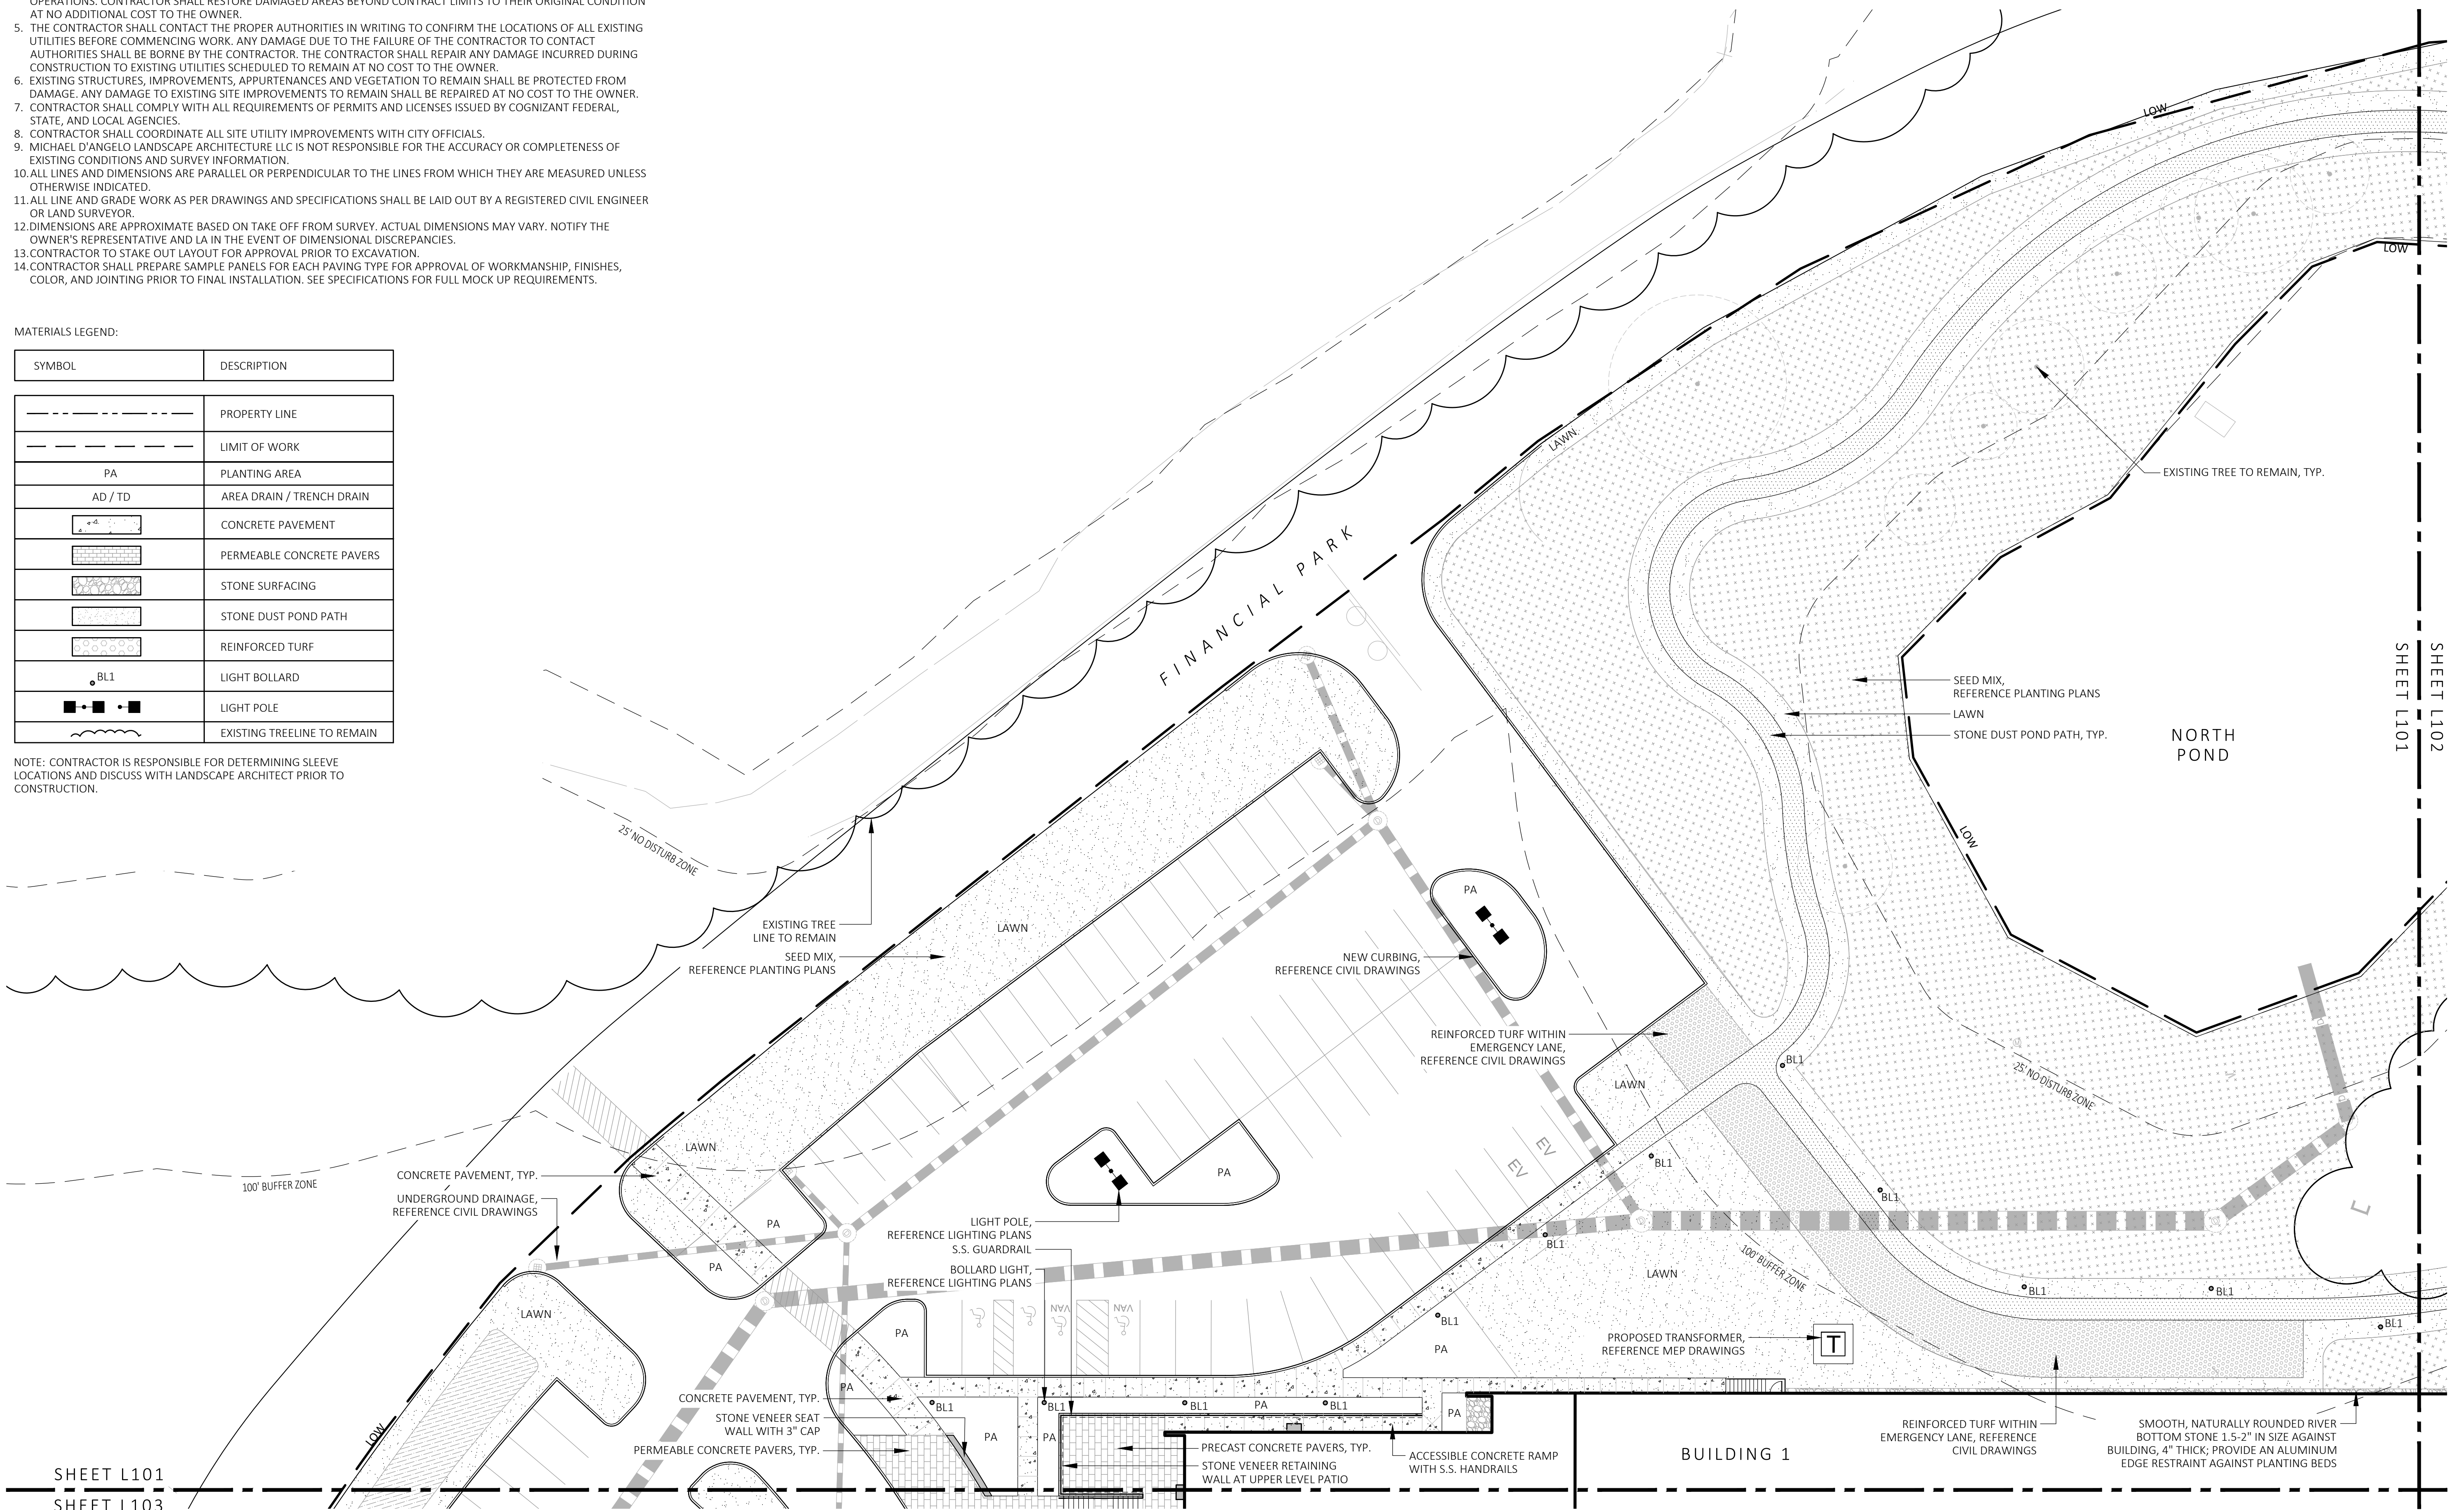 OPERATIONS. CONTRACTOR SHALL RESTORE DAMAGED AREAS BEYOND CONTRACT LIMITS TO THEIR ORIGINAL CONDITION
AT NO ADDITIONAL COST TO THE OWNER.
5. THE CONTRACTOR SHALL CONTACT THE PROPER AUTHORITIES IN WRITING TO CONFIRM THE LOCATIONS OF ALL EXISTING
UTILITIES BEFORE COMMENCING WORK. ANY DAMAGE DUE TO THE FAILURE OF THE CONTRACTOR TO CONTACT
AUTHORITIES SHALL BE BORNE BY THE CONTRACTOR. THE CONTRACTOR SHALL REPAIR ANY DAMAGE INCURRED DURING
CONSTRUCTION TO EXISTING UTILITIES SCHEDULED TO REMAIN AT NO COST TO THE OWNER.
6. EXISTING STRUCTURES, IMPROVEMENTS, APPURTENANCES AND VEGETATION TO REMAIN SHALL BE PROTECTED FROM
DAMAGE. ANY DAMAGE TO EXISTING SITE IMPROVEMENTS TO REMAIN SHALL BE REPAIRED AT NO COST TO THE OWNER.
7. CONTRACTOR SHALL COMPLY WITH ALL REQUIREMENTS OF PERMITS AND LICENSES ISSUED BY COGNIZANT FEDERAL,
STATE, AND LOCAL AGENCIES.
8. CONTRACTOR SHALL COORDINATE ALL SITE UTILITY IMPROVEMENTS WITH CITY OFFICIALS.
9. MICHAEL D'ANGELO LANDSCAPE ARCHITECTURE LLC IS NOT RESPONSIBLE FOR THE ACCURACY OR COMPLETENESS OF
EXISTING CONDITIONS AND SURVEY INFORMATION.
10.ALL LINES AND DIMENSIONS ARE PARALLEL OR PERPENDICULAR TO THE LINES FROM WHICH THEY ARE MEASURED UNLESS
OTHERWISE INDICATED.
11.ALL LINE AND GRADE WORK AS PER DRAWINGS AND SPECIFICATIONS SHALL BE LAID OUT BY A REGISTERED CIVIL ENGINEER
OR LAND SURVEYOR.
12.DIMENSIONS ARE APPROXIMATE BASED ON TAKE OFF FROM SURVEY. ACTUAL DIMENSIONS MAY VARY. NOTIFY THE
OWNER'S REPRESENTATIVE AND LA IN THE EVENT OF DIMENSIONAL DISCREPANCIES.
13.CONTRACTOR TO STAKE OUT LAYOUT FOR APPROVAL PRIOR TO EXCAVATION.
14.CONTRACTOR SHALL PREPARE SAMPLE PANELS FOR EACH PAVING TYPE FOR APPROVAL OF WORKMANSHIP, FINISHES,
COLOR, AND JOINTING PRIOR TO FINAL INSTALLATION. SEE SPECIFICATIONS FOR FULL MOCK UP REQUIREMENTS.
MATERIALS LEGEND:
SYMBOL DESCRIPTION
PROPERTY LINE
LIMIT OF WORK
PA PLANTING AREA
AD / TD AREA DRAIN / TRENCH DRAIN
CONCRETE PAVEMENT
PERMEABLE CONCRETE PAVERS
STONE SURFACING
STONE DUST POND PATH
REINFORCED TURF
BL1 LIGHT BOLLARD
LIGHT POLE
EXISTING TREELINE TO REMAIN
NOTE: CONTRACTOR IS RESPONSIBLE FOR DETERMINING SLEEVE
LOCATIONS AND DISCUSS WITH LANDSCAPE ARCHITECT PRIOR TO
CONSTRUCTION.
LOW
LOW
LAWN
EXISTING TREE TO REMAIN, TYP.
FINANCIAL PARK
SEED MIX,
REFERENCE PLANTING PLANS
LAWN
STONE DUST POND PATH, TYP.
NORTH
POND
SHEET L101
SHEET L102
LOW
25' NO DISTURB ZONE
EXISTING TREE
LINE TO REMAIN
SEED MIX,
REFERENCE PLANTING PLANS
LAWN
PA
NEW CURBING,
REFERENCE CIVIL DRAWINGS
REINFORCED TURF WITHIN
EMERGENCY LANE,
REFERENCE CIVIL DRAWINGS
LAWN
BL1
25' NO DISTURB ZONE
LAWN
CONCRETE PAVEMENT, TYP.
100' BUFFER ZONE
UNDERGROUND DRAINAGE,
REFERENCE CIVIL DRAWINGS
PA
PA
PA
EV
EV
BL1
BL1
BL1
L
LIGHT POLE,
REFERENCE LIGHTING PLANS
S.S. GUARDRAIL
BOLLARD LIGHT,
REFERENCE LIGHTING PLANS
100' BUFFER ZONE
LAWN
BL1
BL1
BL1
LAWN
PA
VAN
VAN
BL1
PA
PROPOSED TRANSFORMER,
REFERENCE MEP DRAWINGS
T
PA
CONCRETE PAVEMENT, TYP.
BL1
BL1
BL1
PA
BL1
PA
STONE VENEER SEAT
WALL WITH 3" CAP
PERMEABLE CONCRETE PAVERS, TYP.
PA
PA
PRECAST CONCRETE PAVERS, TYP.
STONE VENEER RETAINING
WALL AT UPPER LEVEL PATIO
ACCESSIBLE CONCRETE RAMP
WITH S.S. HANDRAILS
BUILDING 1
REINFORCED TURF WITHIN
EMERGENCY LANE, REFERENCE
CIVIL DRAWINGS
SMOOTH, NATURALLY ROUNDED RIVER
BOTTOM STONE 1.5-2" IN SIZE AGAINST
BUILDING, 4" THICK; PROVIDE AN ALUMINUM
EDGE RESTRAINT AGAINST PLANTING BEDS
LOW
SHEET L101
SHEET L103